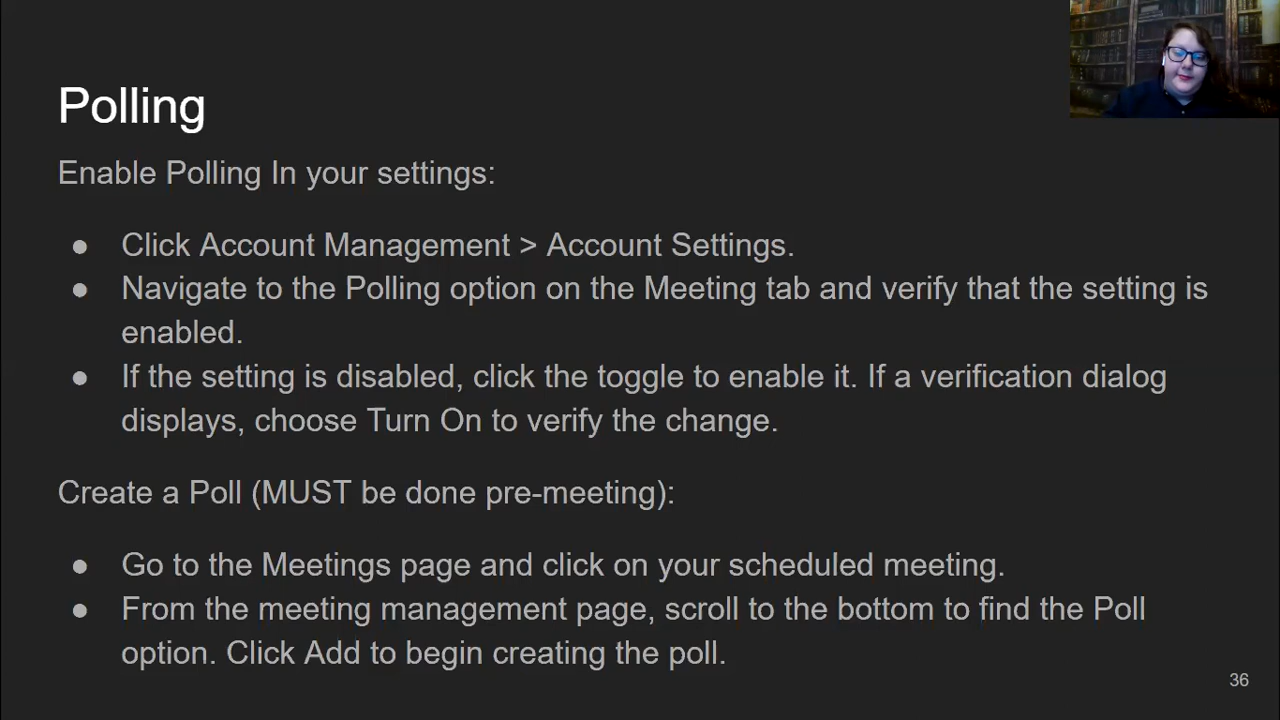 Polling
Enable Polling In your settings:
● Click Account Management > Account Settings.
● Navigate to the Polling option on the Meeting tab and verify that the setting is
enabled.
● If the setting is disabled, click the toggle to enable it. If a verification dialog
displays, choose Turn On to verify the change.
Create a Poll (MUST be done pre-meeting):
● Go to the Meetings page and click on your scheduled meeting.
● From the meeting management page, scroll to the bottom to find the Poll
option. Click Add to begin creating the poll.
36